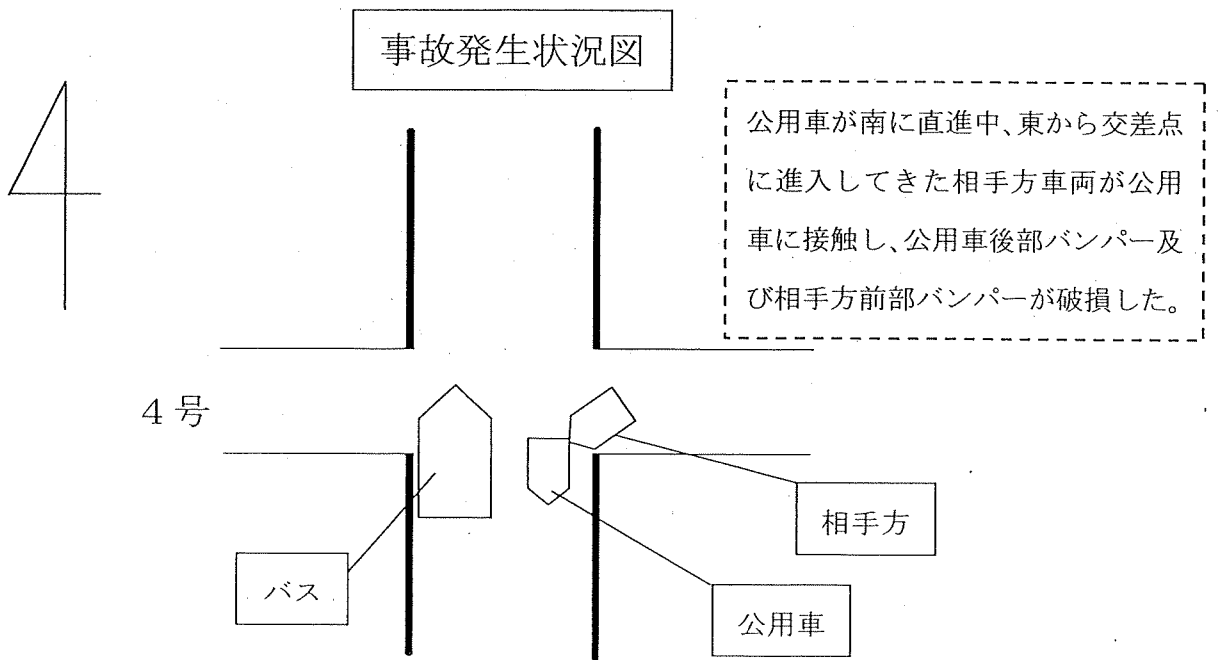 事故発生状況図
公用車が南に直進中、東から交差点
に進入してきた相手方車両が公用
車に接触し、公用車後部バンパー及
び相手方前部バンパーが破損した。
4号
相手方
バス
公用車